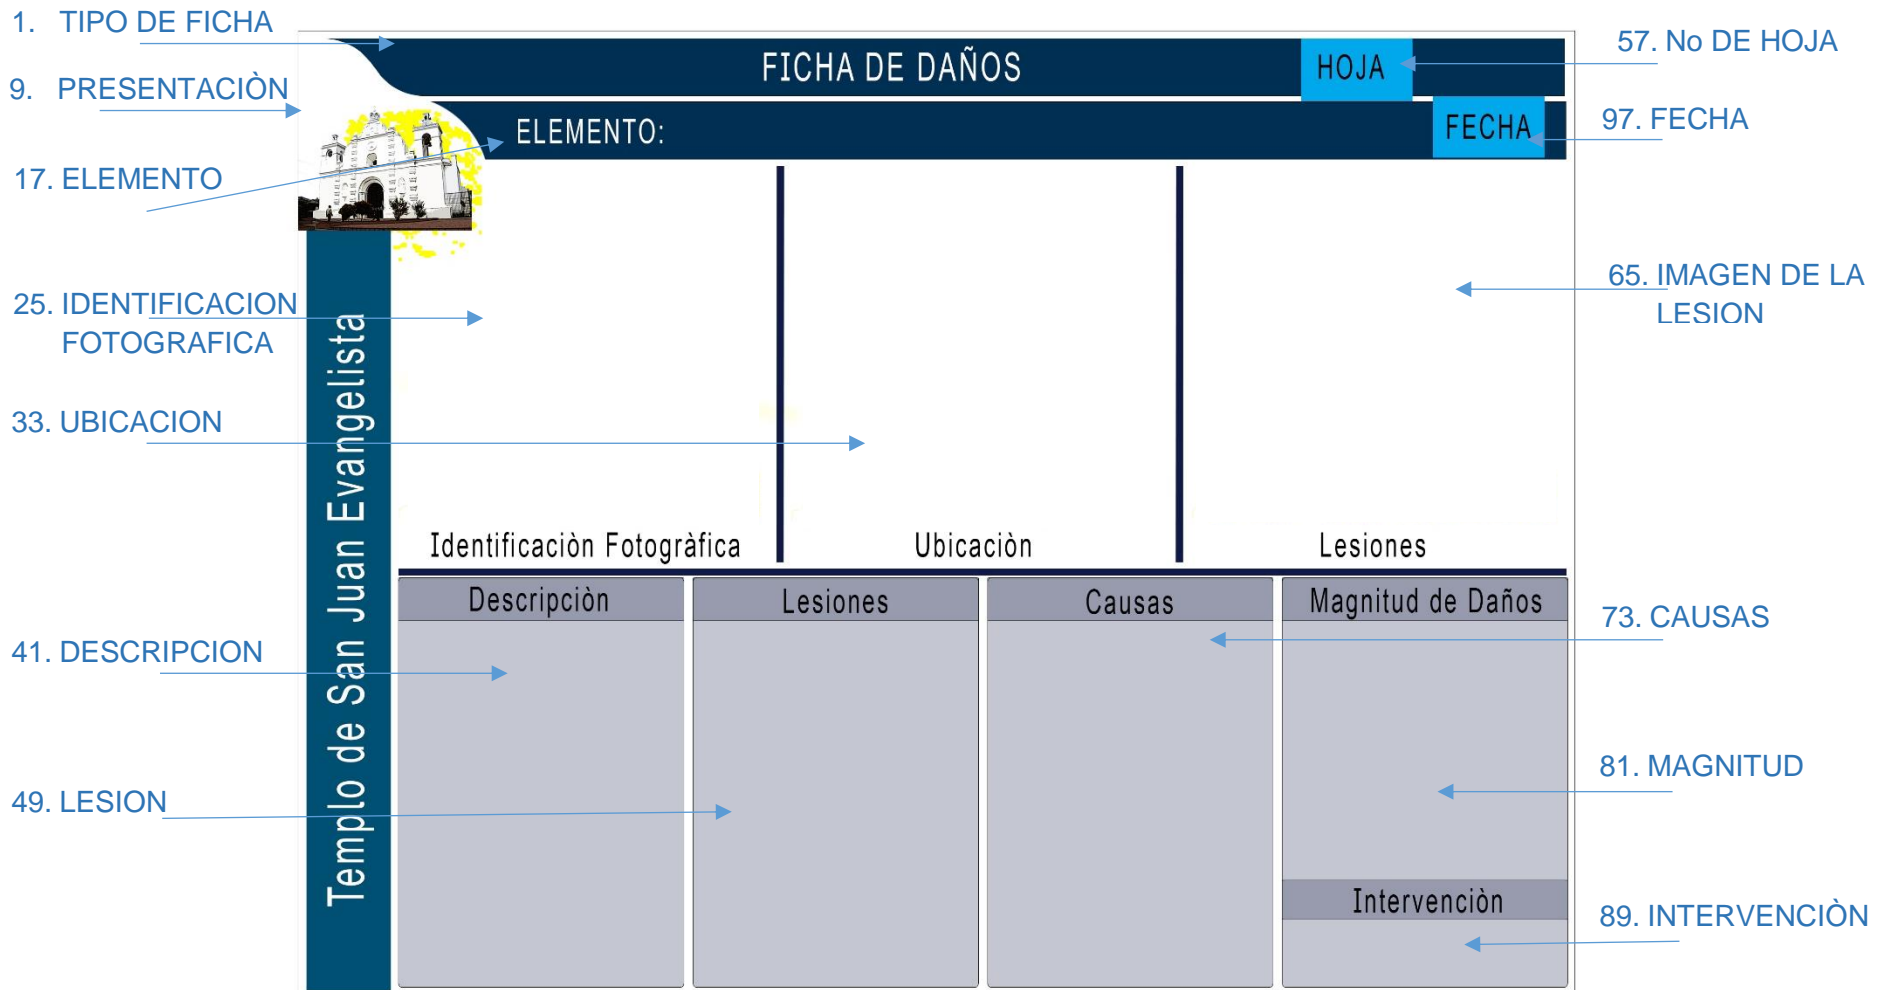 1. TIPO DE FICHA
9. PRESENTACIÒN
17. ELEMENTO
25. IDENTIFICACION
FOTOGRAFICA
33. UBICACION
41. DESCRIPCION
49. LESION
FICHA DE DAÑOS
HOJA
ELEMENTO:
FECHA
Templo de San Juan Evangelista
Identificaciòn Fotogràfica
Ubicaciòn
Lesiones
Descripciòn
Lesiones
Causas
Magnitud de Daños
Intervenciòn
57. No DE HOJA
97. FECHA
65. IMAGEN DE LA
LESION
73. CAUSAS
81. MAGNITUD
89. INTERVENCIÒN